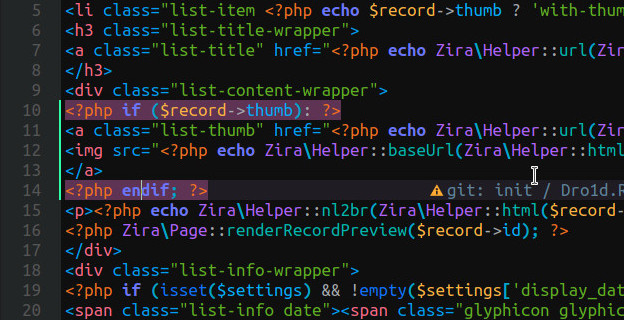 5 <li class="list-item <?php echo $record->thumb ? 'with-thum
6 <h3 class="list-title-wrapper">
7 <a class="list-title" href="<?php echo Zira\Helper::url(Zir
8 </h3>
9 <div class="list-content-wrapper">
10 <?php if ($record->thumb): ?>
11 <a class="list-thumb" href="<?php echo Zira\Helper::url(Zir
12 <img src="<?php echo Zira\Helper::baseUrl(Zira\Helper::html
13 </a>
14 <?php endif; ?> git: init / Dro1d.R
15 <p><?php echo Zira\Helper::nl2br(Zira\Helper::html($record-
16 <?php Zira\Page::renderRecordPreview($record->id); ?>
17 </div>
18 <div class="list-info-wrapper">
19 <?php if (isset($settings) && !empty($settings['display_dat
20 <span class="list-info date"><span class="glyphicon glyphic